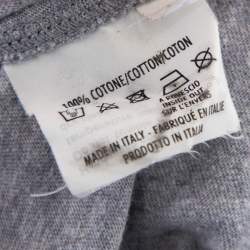 100% COTONE/COTTON/COTON
A ROVESCIO
INSIDE OUT
SUR L'ENVERS
MADE IN ITALY - FABRIQUÉ EN ITALIE
PRODOTTO IN ITALIA